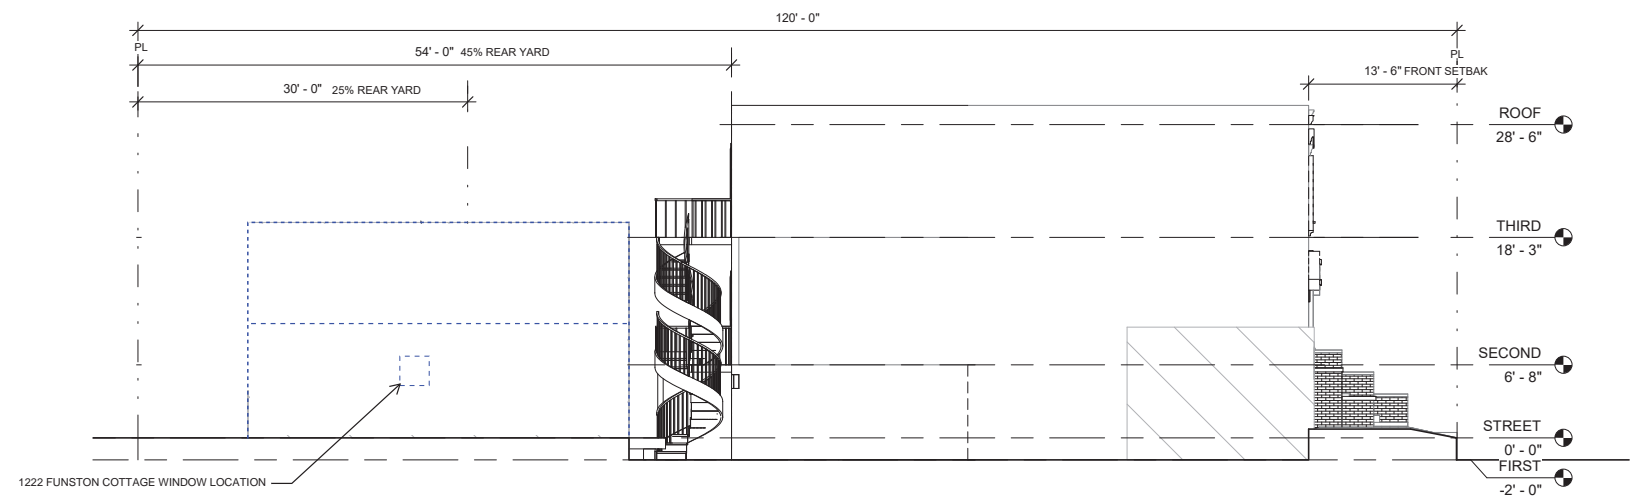 120' - 0"
PL
PL
54' - 0" 45% REAR YARD
13' - 6" FRONT SETBAK
30' - 0" 25% REAR YARD
ROOF
28' - 6"
THIRD
18' - 3"
SECOND
6' - 8"
STREET
0' - 0"
FIRST
-2' - 0"
1222 FUNSTON COTTAGE WINDOW LOCATION